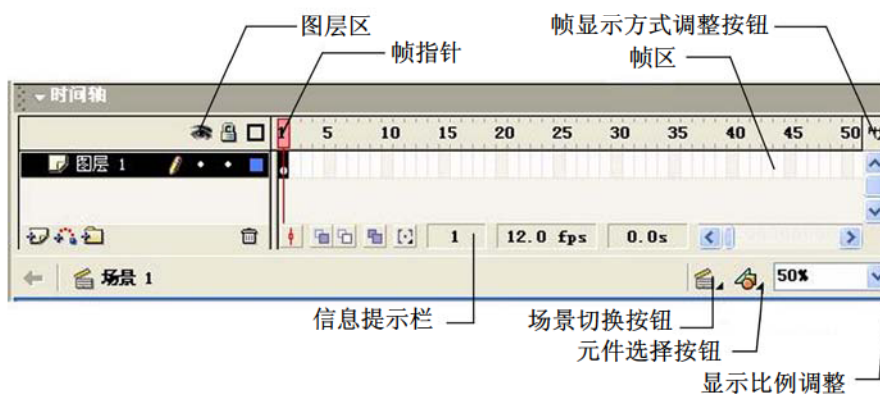 图层区
帧显示方式调整按钮
帧指针
帧区
时间轴
1 5 10 15 20 25 30 35 40 45 50
图层 1
1 12.0 fps 0.0s
场景 1 50%
信息提示栏
场景切换按钮
元件选择按钮
显示比例调整